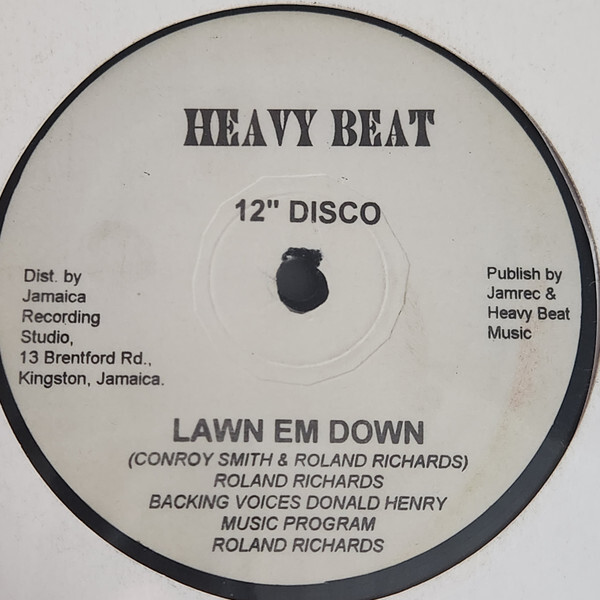 HEAVY BEAT
12" DISCO
Dist. by
Jamaica
Recording
Studio,
13 Brentford Rd.,
Kingston, Jamaica.
Publish by
Jamrec &
Heavy Beat
Music
LAWN EM DOWN
(CONROY SMITH & ROLAND RICHARDS)
ROLAND RICHARDS
BACKING VOICES DONALD HENRY
MUSIC PROGRAM
ROLAND RICHARDS